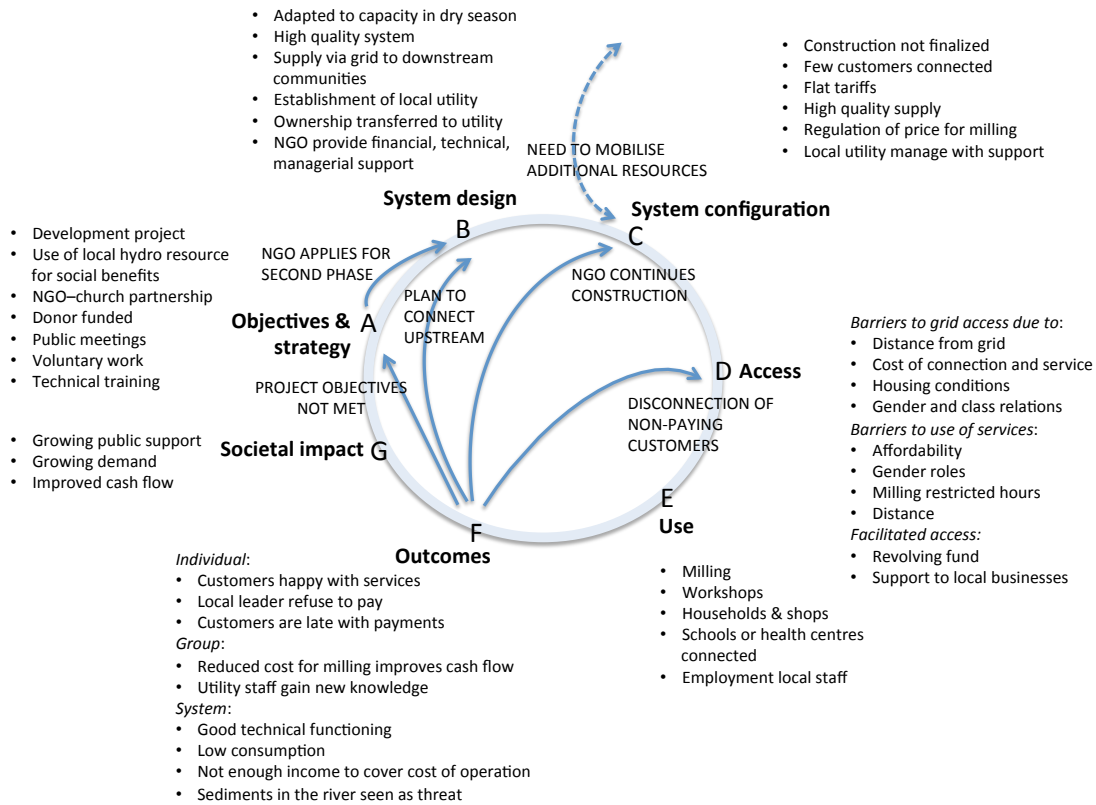 • Adapted to capacity in dry season
• High quality system
• Supply via grid to downstream
communities
• Establishment of local utility
• Ownership transferred to utility
• NGO provide financial, technical,
managerial support
• Construction not finalized
• Few customers connected
• Flat tariffs
• High quality supply
• Regulation of price for milling
• Local utility manage with support
NEED TO MOBILISE
ADDITIONAL RESOURCES
System design
B
System configuration
C
• Development project
• Use of local hydro resource
for social benefits
• NGO–church partnership
• Donor funded
• Public meetings
• Voluntary work
• Technical training
NGO APPLIES FOR
SECOND PHASE
PLAN TO
CONNECT
UPSTREAM
NGO CONTINUES
CONSTRUCTION
Objectives &
strategy
A
PROJECT OBJECTIVES
NOT MET
D Access
DISCONNECTION OF
NON-PAYING
CUSTOMERS
Barriers to grid access due to:
• Distance from grid
• Cost of connection and service
• Housing conditions
• Gender and class relations
Barriers to use of services:
• Affordability
• Gender roles
• Milling restricted hours
• Distance
Facilitated access:
• Revolving fund
• Support to local businesses
• Growing public support
• Growing demand
• Improved cash flow
Societal impact G
E
Use
F
Outcomes
Individual:
• Customers happy with services
• Local leader refuse to pay
• Customers are late with payments
Group:
• Reduced cost for milling improves cash flow
• Utility staff gain new knowledge
System:
• Good technical functioning
• Low consumption
• Not enough income to cover cost of operation
• Sediments in the river seen as threat
• Milling
• Workshops
• Households & shops
• Schools or health centres
connected
• Employment local staff